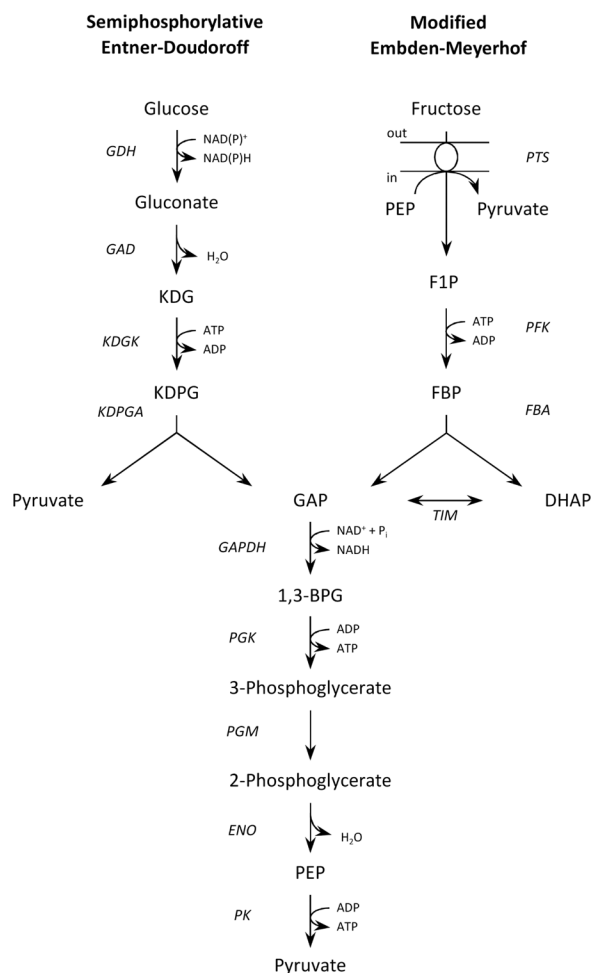 Semiphosphorylative
Entner-Doudoroff
Modified
Embden-Meyerhof
Glucose
GDH
NAD(P)⁺
NAD(P)H
Gluconate
GAD
H₂O
KDG
KDGK
ATP
ADP
KDPG
KDPGA
Fructose
out
in
PTS
PEP
Pyruvate
F1P
ATP
ADP
PFK
FBP
FBA
Pyruvate
GAP
TIM
DHAP
GAPDH
NAD⁺ + Pᵢ
NADH
1,3-BPG
PGK
ADP
ATP
3-Phosphoglycerate
PGM
2-Phosphoglycerate
ENO
H₂O
PEP
PK
ADP
ATP
Pyruvate